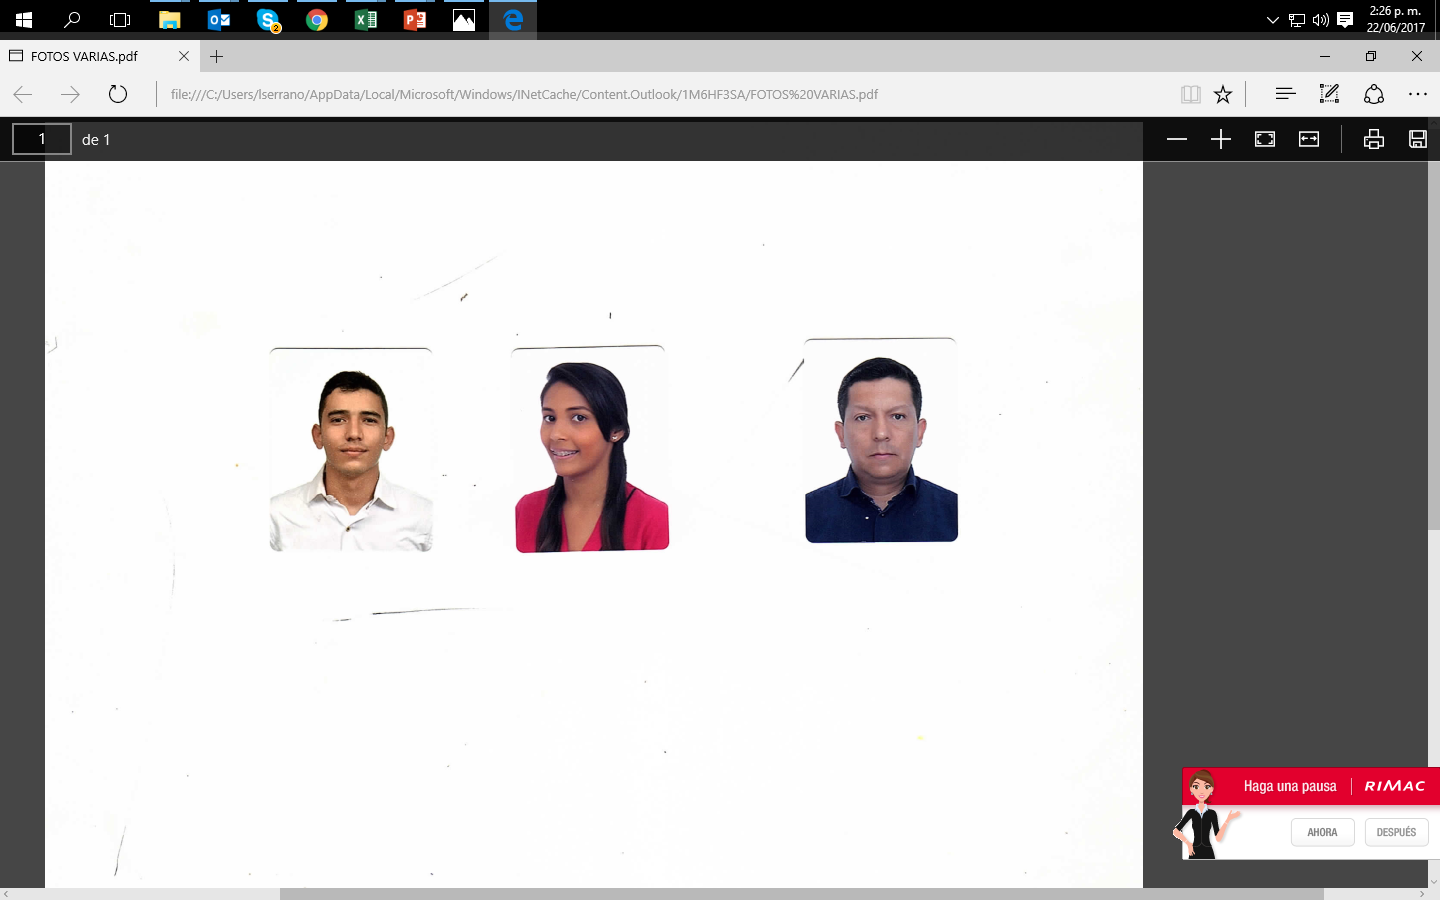 2:26 p. m.
22/06/2017
2
FOTOS VARIAS.pdf
file:///C:/Users/lserrano/AppData/Local/Microsoft/Windows/INetCache/Content.Outlook/1M6HF3SA/FOTOS%20VARIAS.pdf
1 de 1
Haga una pausa RIMAC
AHORA DESPUÉS